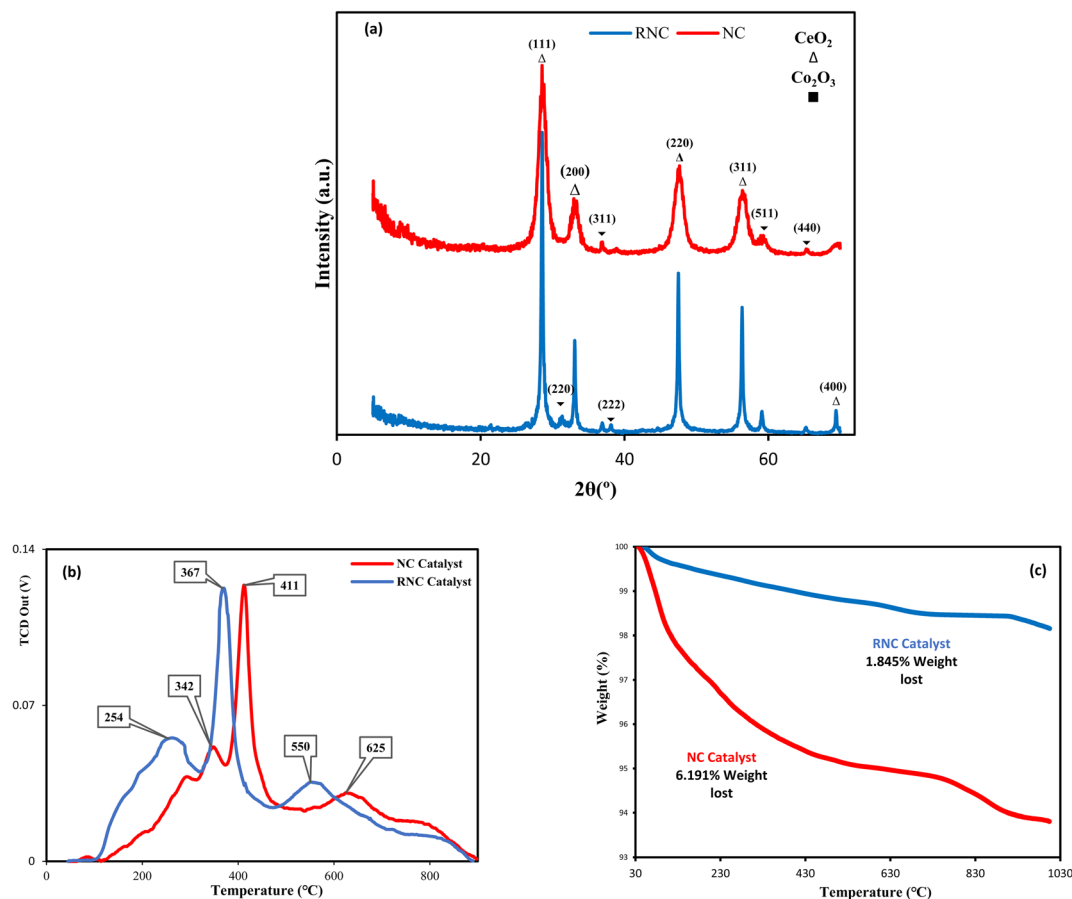 (a)
RNC NC
CeO₂
Δ
Co₂O₃
■
(111)
Δ
(200)
Δ
(311)
▼
(220)
Δ
(311)
Δ
(511)
▼
(440)
▼
(220)
▼
(222)
▼
(400)
Δ
Intensity (a.u.)
0 20 40 60
2θ(º)
(b)
NC Catalyst
RNC Catalyst
0.14
0.07
0
TCD Out (V)
367
411
342
254
550
625
0 200 400 600 800
Temperature (℃)
(c)
100
99
98
96
95
94
93
Weight (%)
RNC Catalyst
1.845% Weight
lost
NC Catalyst
6.191% Weight
lost
30 230 430 630 830 1030
Temperature (℃)